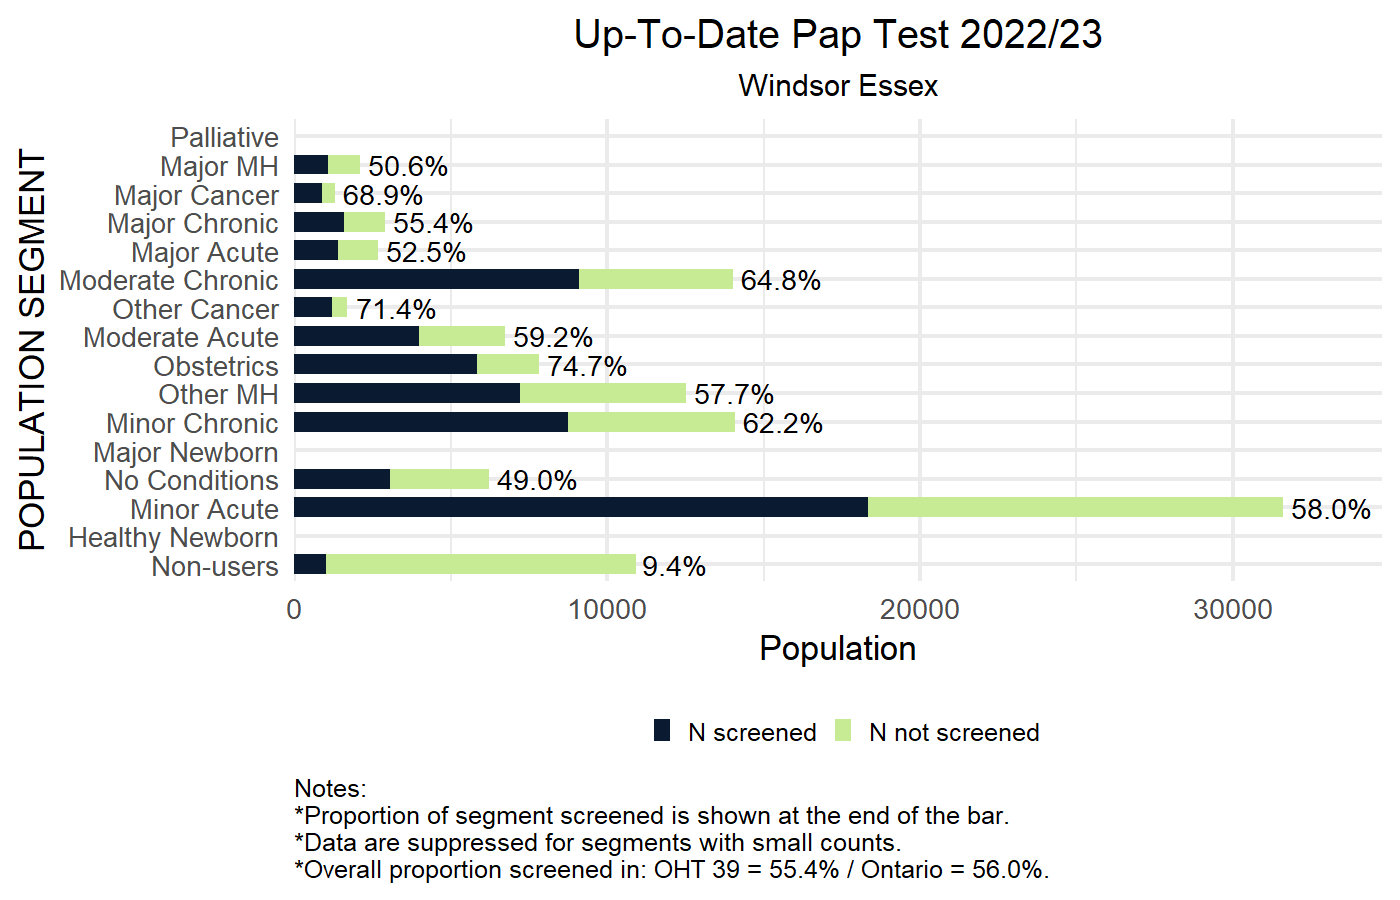 Up-To-Date Pap Test 2022/23
Windsor Essex
POPULATION SEGMENT
Palliative
Major MH 50.6%
Major Cancer 68.9%
Major Chronic 55.4%
Major Acute 52.5%
Moderate Chronic 64.8%
Other Cancer 71.4%
Moderate Acute 59.2%
Obstetrics 74.7%
Other MH 57.7%
Minor Chronic 62.2%
Major Newborn
No Conditions 49.0%
Minor Acute 58.0%
Healthy Newborn
Non-users 9.4%
0 10000 20000 30000
Population
N screened N not screened
Notes:
*Proportion of segment screened is shown at the end of the bar.
*Data are suppressed for segments with small counts.
*Overall proportion screened in: OHT 39 = 55.4% / Ontario = 56.0%.